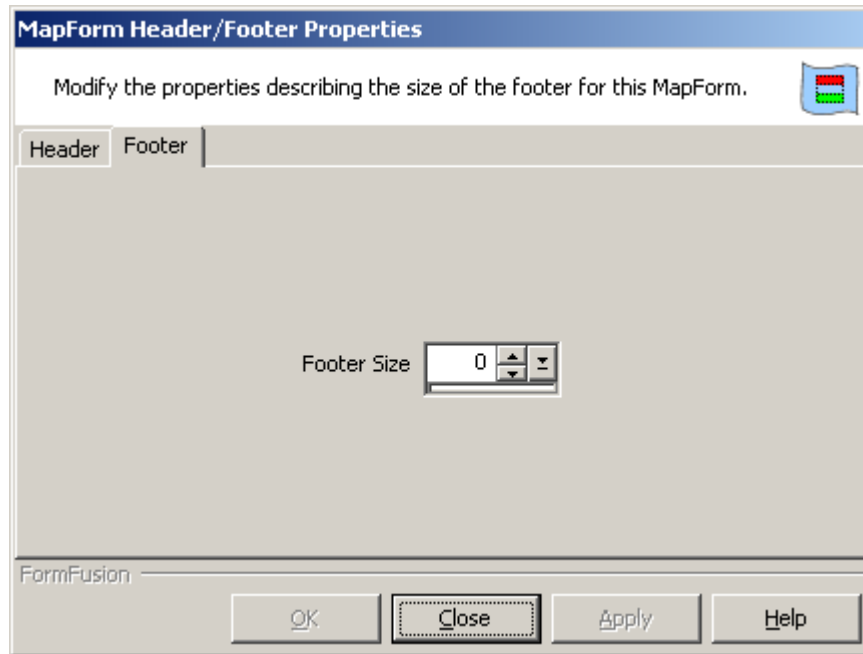 MapForm Header/Footer Properties
Modify the properties describing the size of the footer for this MapForm.
Header Footer
Footer Size 0
FormFusion
OK Close Apply Help